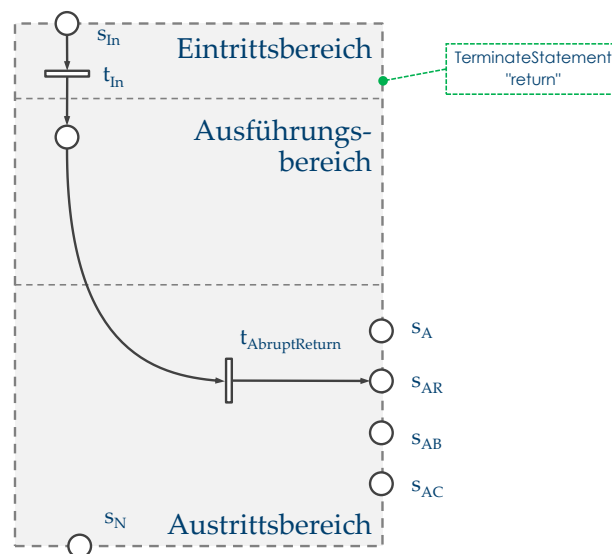 s_In
Eintrittsbereich
t_In
TerminateStatement
"return"
Ausführungs-
bereich
s_A
t_AbruptReturn
s_AR
s_AB
s_AC
s_N
Austrittsbereich